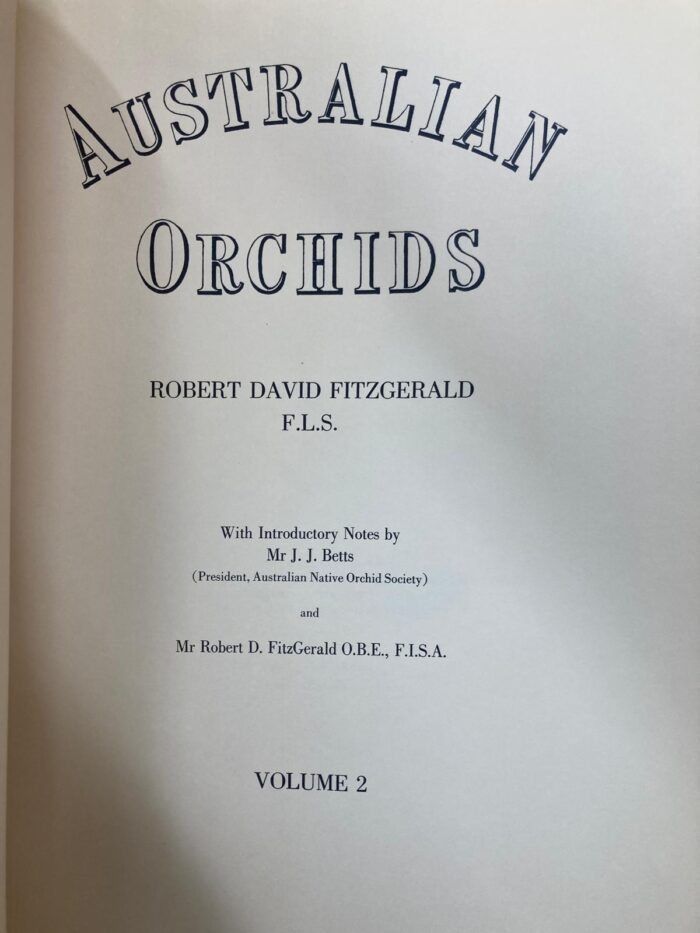 AUSTRALIAN
ORCHIDS
ROBERT DAVID FITZGERALD
F.L.S.
With Introductory Notes by
Mr J. J. Betts
(President, Australian Native Orchid Society)
and
Mr Robert D. FitzGerald O.B.E., F.I.S.A.
VOLUME 2